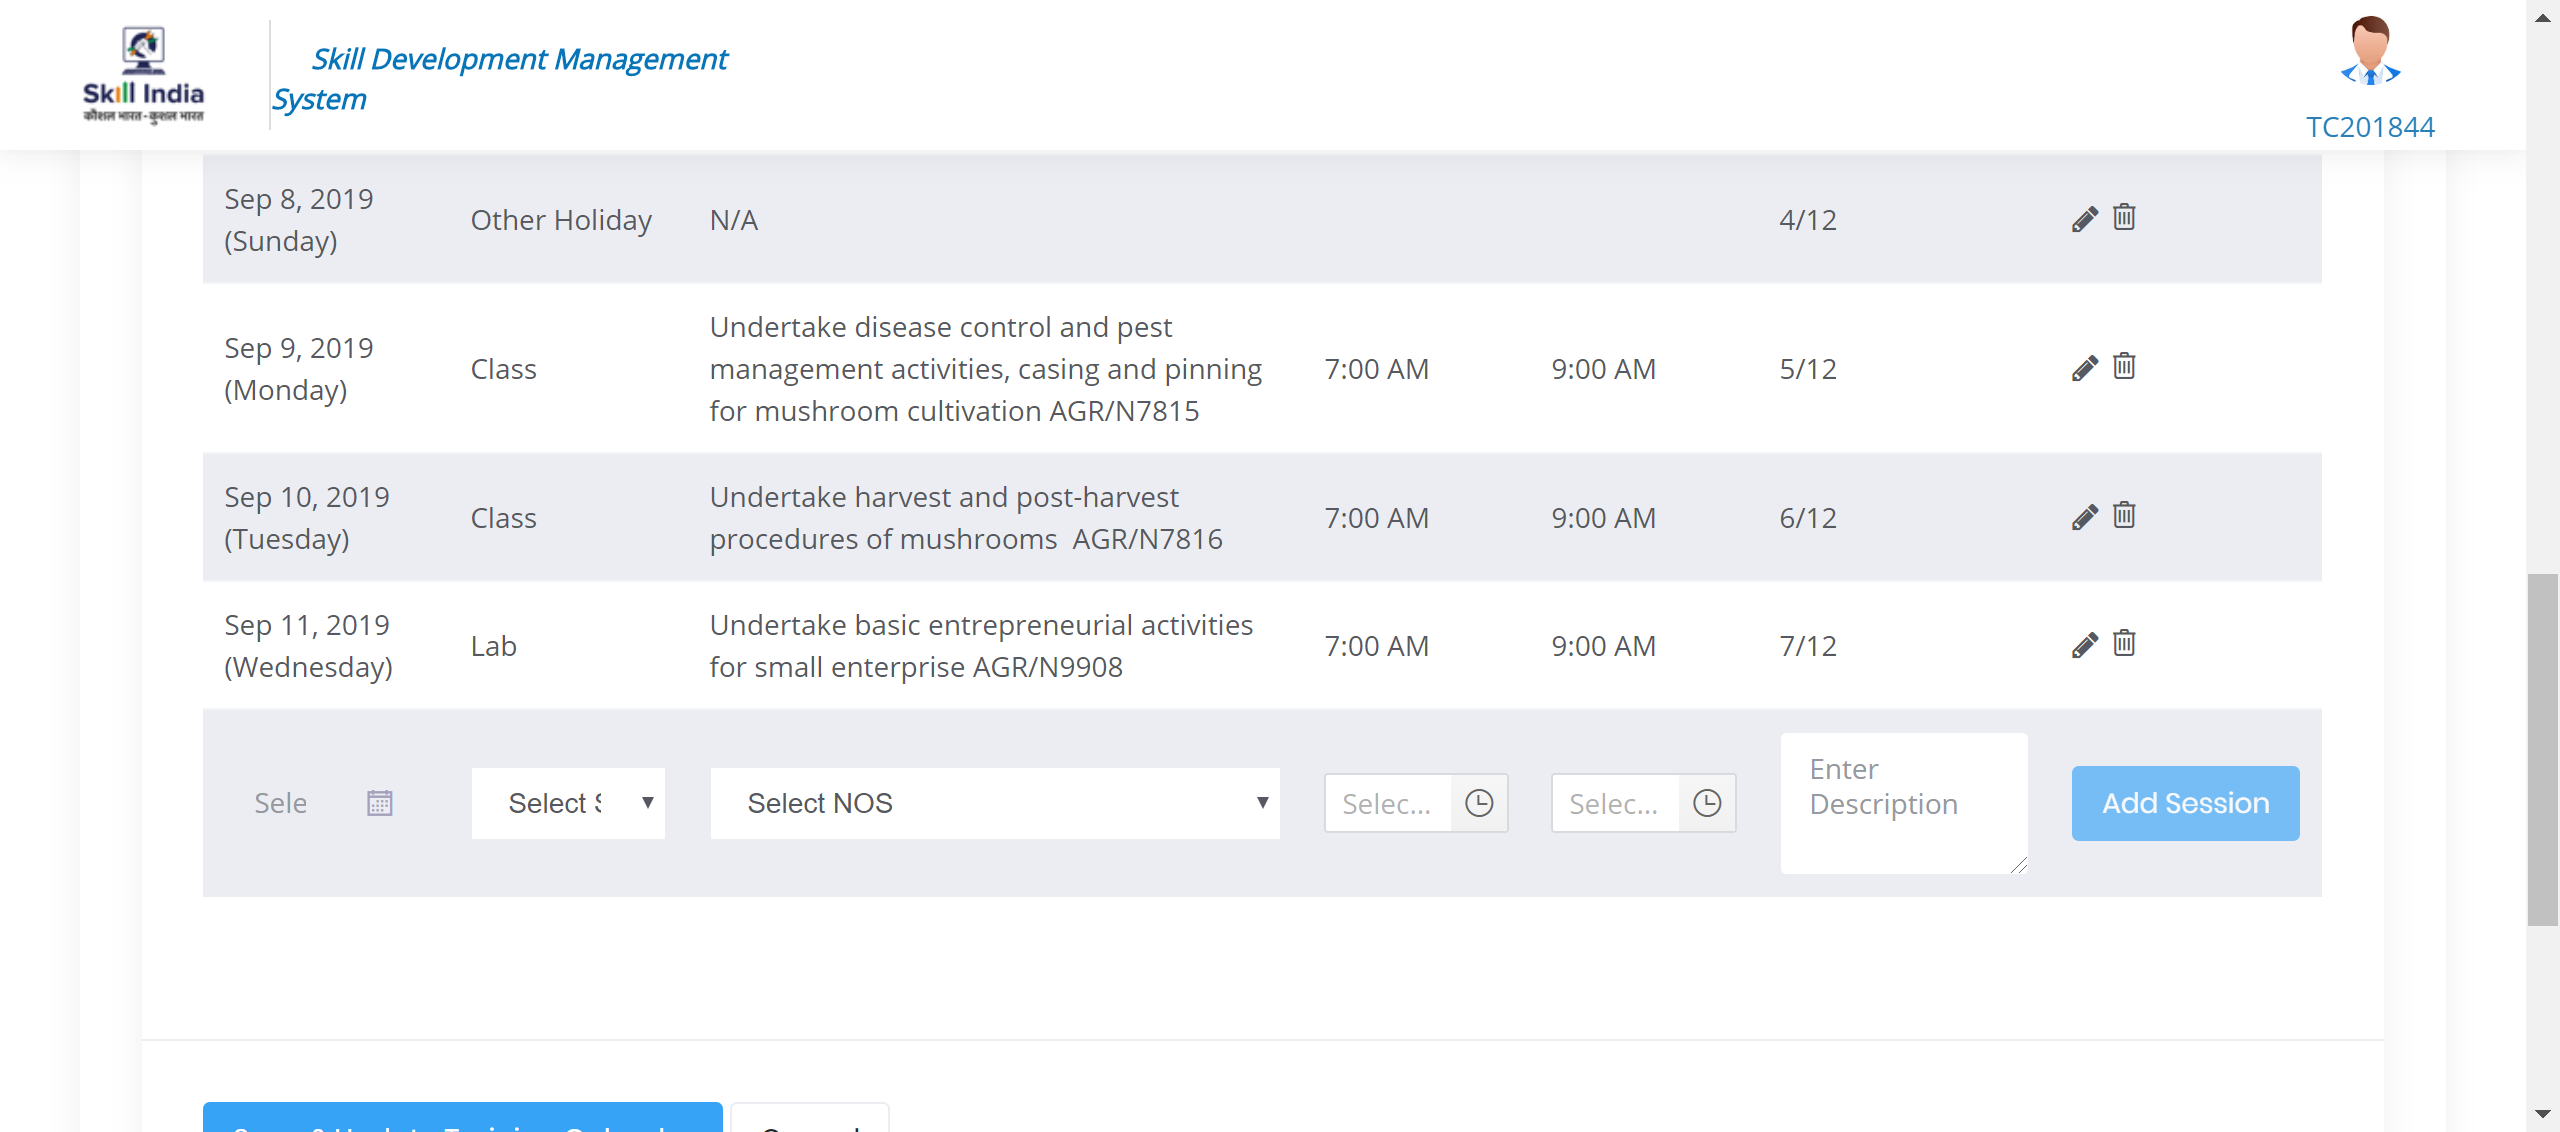 Skill India
कौशल भारत - कुशल भारत
Skill Development Management
System
TC201844
Sep 8, 2019
(Sunday)
Other Holiday
N/A
4/12
Sep 9, 2019
(Monday)
Class
Undertake disease control and pest
management activities, casing and pinning
for mushroom cultivation AGR/N7815
7:00 AM
9:00 AM
5/12
Sep 10, 2019
(Tuesday)
Class
Undertake harvest and post-harvest
procedures of mushrooms  AGR/N7816
7:00 AM
9:00 AM
6/12
Sep 11, 2019
(Wednesday)
Lab
Undertake basic entrepreneurial activities
for small enterprise AGR/N9908
7:00 AM
9:00 AM
7/12
Sele
Select
Select NOS
Selec...
Selec...
Enter
Description
Add Session